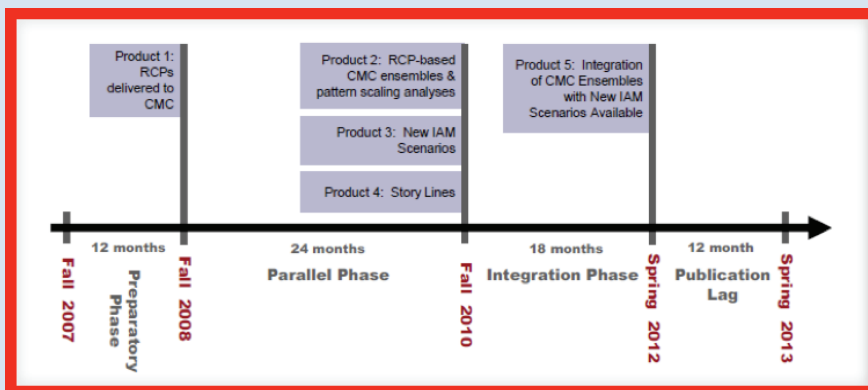 Product 1:
RCPs
delivered to
CMC
Product 2: RCP-based
CMC ensembles &
pattern scaling analyses
Product 3: New IAM
Scenarios
Product 4: Story Lines
Product 5: Integration
of CMC Ensembles
with New IAM
Scenarios Available
12 months
24 months
18 months
12 month
Preparatory
Phase
Parallel Phase
Integration Phase
Publication
Lag
Fall 2007
Fall 2008
Fall 2010
Spring 2012
Spring 2013